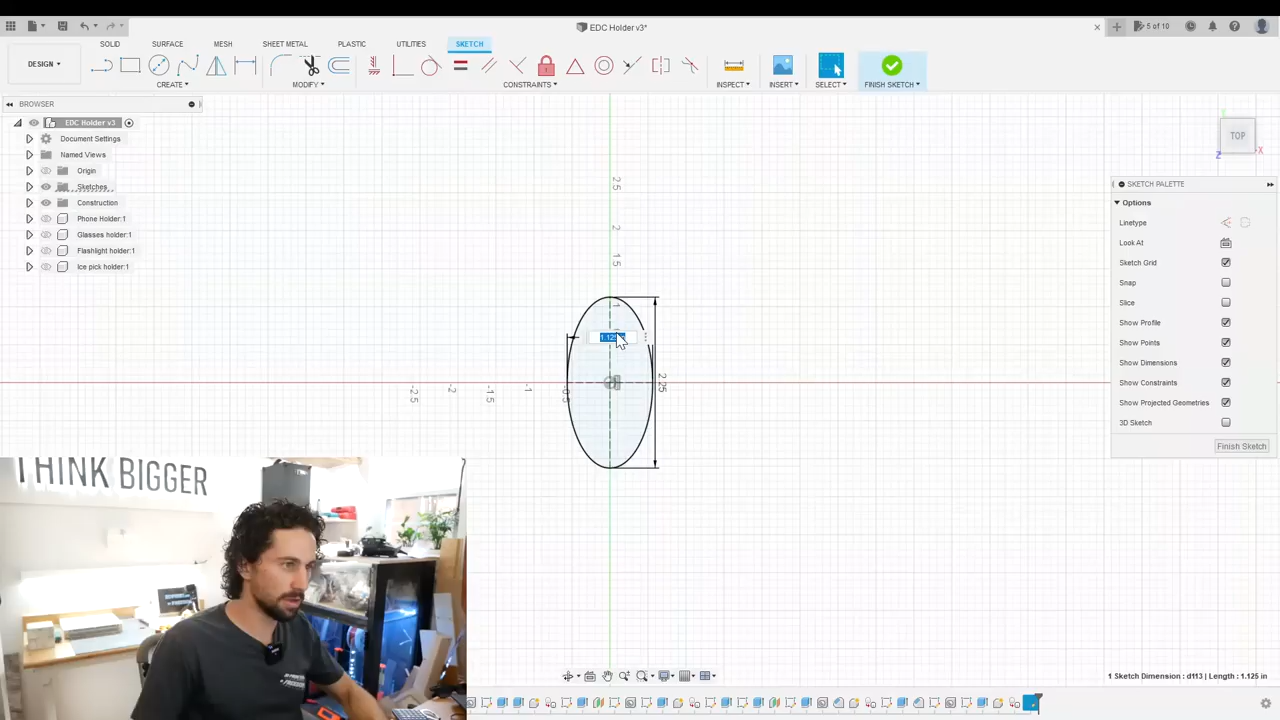 EDC Holder v3*
5 of 10
SOLID SURFACE MESH SHEET METAL PLASTIC UTILITIES SKETCH
DESIGN
CREATE MODIFY CONSTRAINTS INSPECT INSERT SELECT FINISH SKETCH
BROWSER
EDC Holder v3
Document Settings
Named Views
Origin
Sketches
Construction
Phone Holder:1
Glasses holder:1
Flashlight holder:1
Ice pick holder:1
TOP
X
Z
SKETCH PALETTE
Options
Linetype
Look At
Sketch Grid
Snap
Slice
Show Profile
Show Points
Show Dimensions
Show Constraints
Show Projected Geometries
3D Sketch
Finish Sketch
2.5
2
1.5
1
2.25
-2.5
-2
-1.5
-1
-0.5
THINK BIGGER
1 Sketch Dimension : d113 | Length : 1.125 in